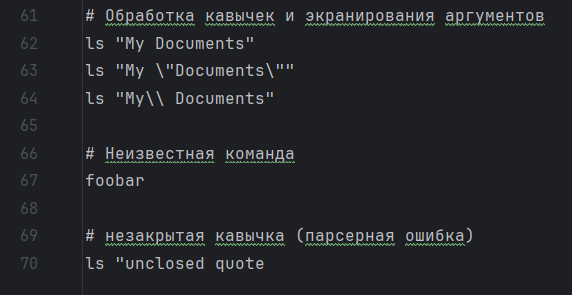 61 # Обработка кавычек и экранирования аргументов
62 ls "My Documents"
63 ls "My \"Documents\""
64 ls "My\\ Documents"
65
66 # Неизвестная команда
67 foobar
68
69 # незакрытая кавычка (парсерная ошибка)
70 ls "unclosed quote